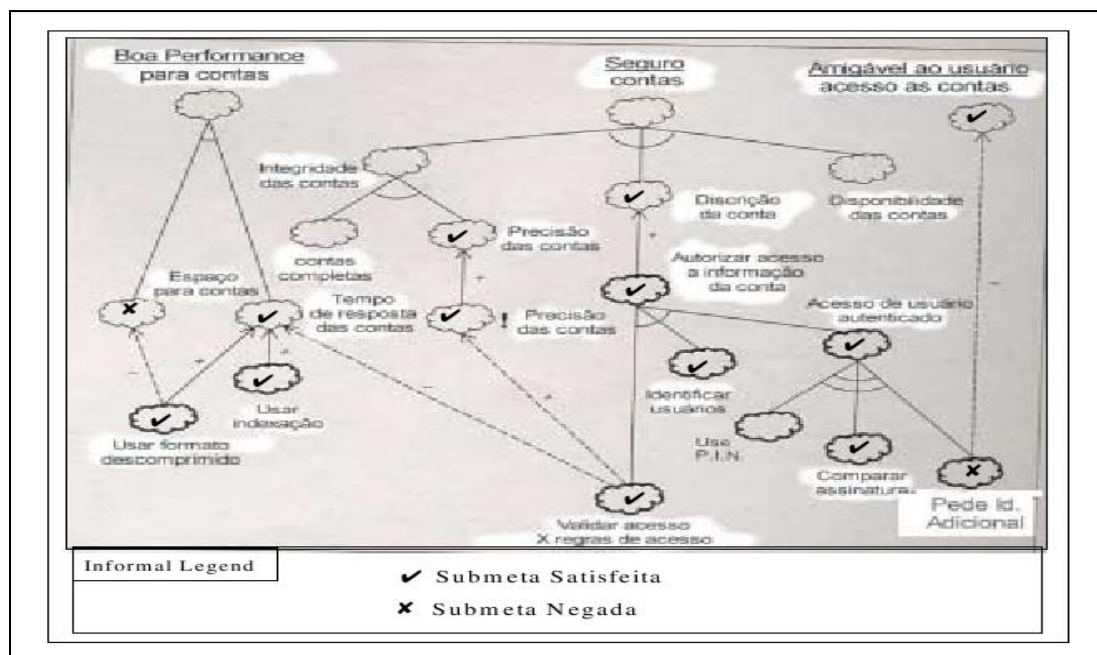 Boa Performance
para contas
Seguro
contas
Amigável ao usuário
acesso as contas
Integridade
das contas
Discrição
da conta
Disponibilidade
das contas
contas
completas
Precisão
das contas
Autorizar acesso
a informação
da conta
Espaço
para contas
Tempo
de resposta
das contas
! Precisão
das contas
Acesso de usuário
autenticado
Identificar
usuários
Usar
indexação
Usar formato
descomprimido
Use
P.I.N.
Comparar
assinatura
Pede Id.
Adicional
Validar acesso
X regras de acesso
Informal Legend
✔ Submeta Satisfeita
✘ Submeta Negada